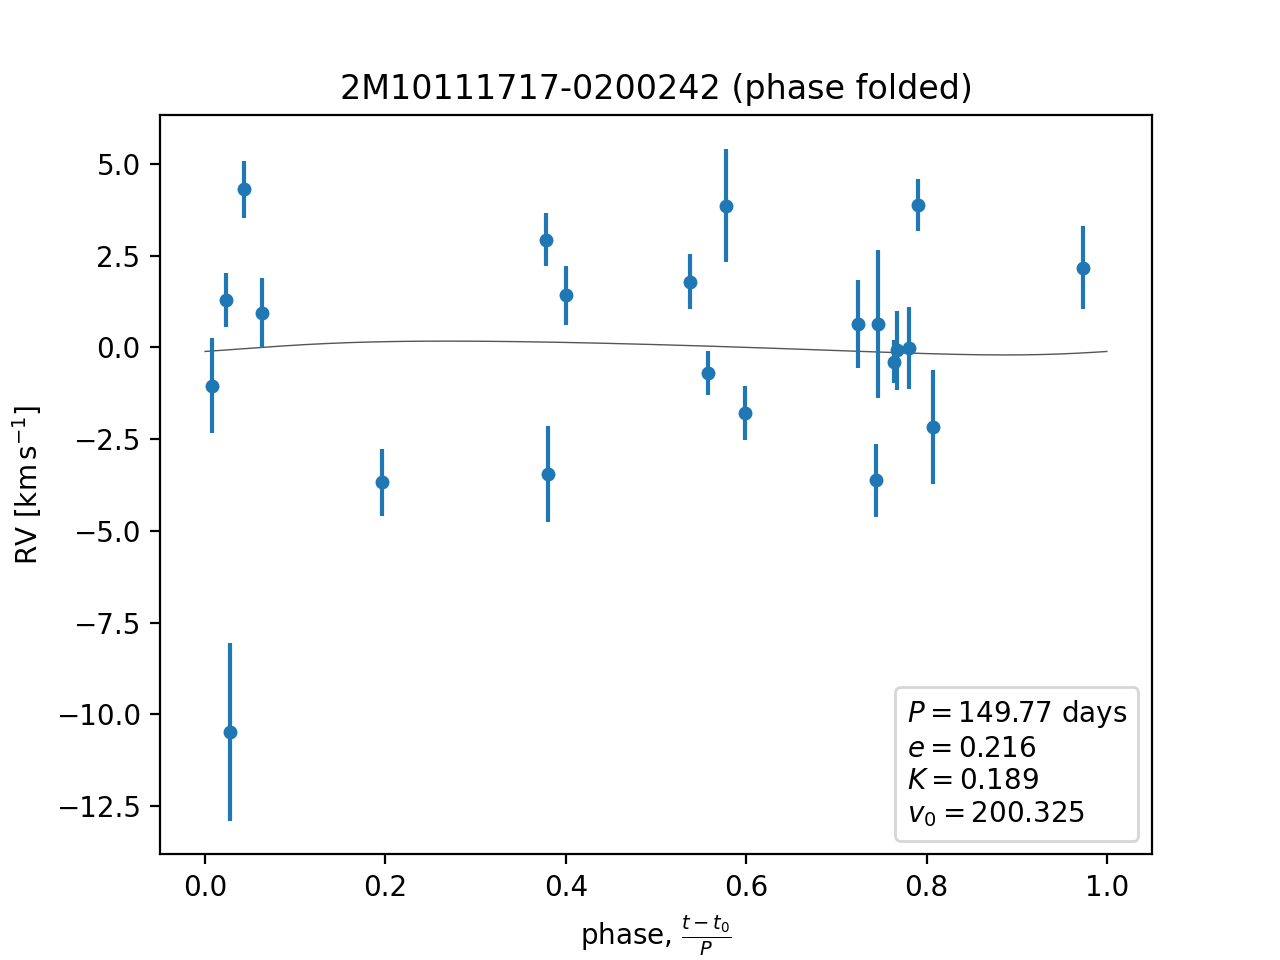 2M10111717-0200242 (phase folded)
5.0
2.5
0.0
−2.5
−5.0
−7.5
−10.0
−12.5
RV [km s⁻¹]
P = 149.77 days
e = 0.216
K = 0.189
v₀ = 200.325
0.0 0.2 0.4 0.6 0.8 1.0
phase, (t − t₀)/P